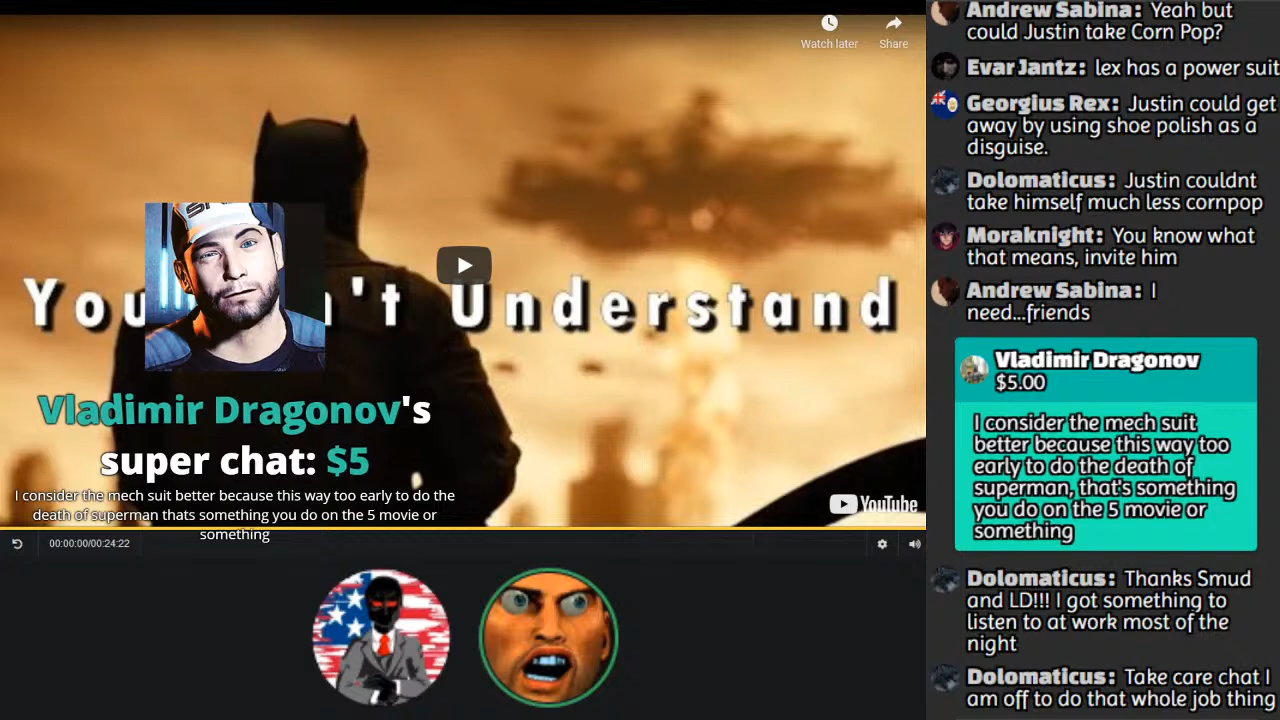 Watch later
Share
You
n't Understand
Vladimir Dragonov's
super chat: $5
I consider the mech suit better because this way too early to do the
death of superman thats something you do on the 5 movie or
something
YouTube
00:00:00/00:24:22
Andrew Sabina: Yeah but
could Justin take Corn Pop?
Evar Jantz: lex has a power suit
Georgius Rex: Justin could get
away by using shoe polish as a
disguise.
Dolomaticus: Justin couldnt
take himself much less cornpop
Moraknight: You know what
that means, invite him
Andrew Sabina: I
need...friends
Vladimir Dragonov
$5.00
I consider the mech suit
better because this way too
early to do the death of
superman, that's something
you do on the 5 movie or
something
Dolomaticus: Thanks Smud
and LD!!! I got something to
listen to at work most of the
night
Dolomaticus: Take care chat I
am off to do that whole job thing